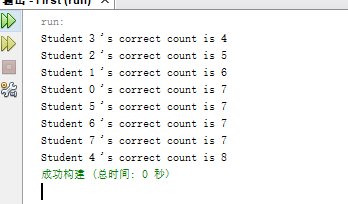 输出 - First (run)
run:
Student 3 's correct count is 4
Student 2 's correct count is 5
Student 1 's correct count is 6
Student 0 's correct count is 7
Student 5 's correct count is 7
Student 6 's correct count is 7
Student 7 's correct count is 7
Student 4 's correct count is 8
成功构建 (总时间: 0 秒)